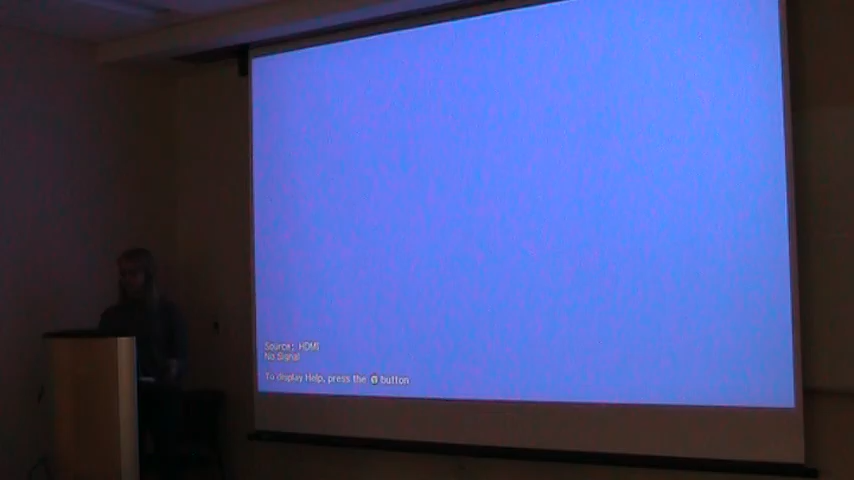 Source: HDMI
No Signal
To display Help, press the button